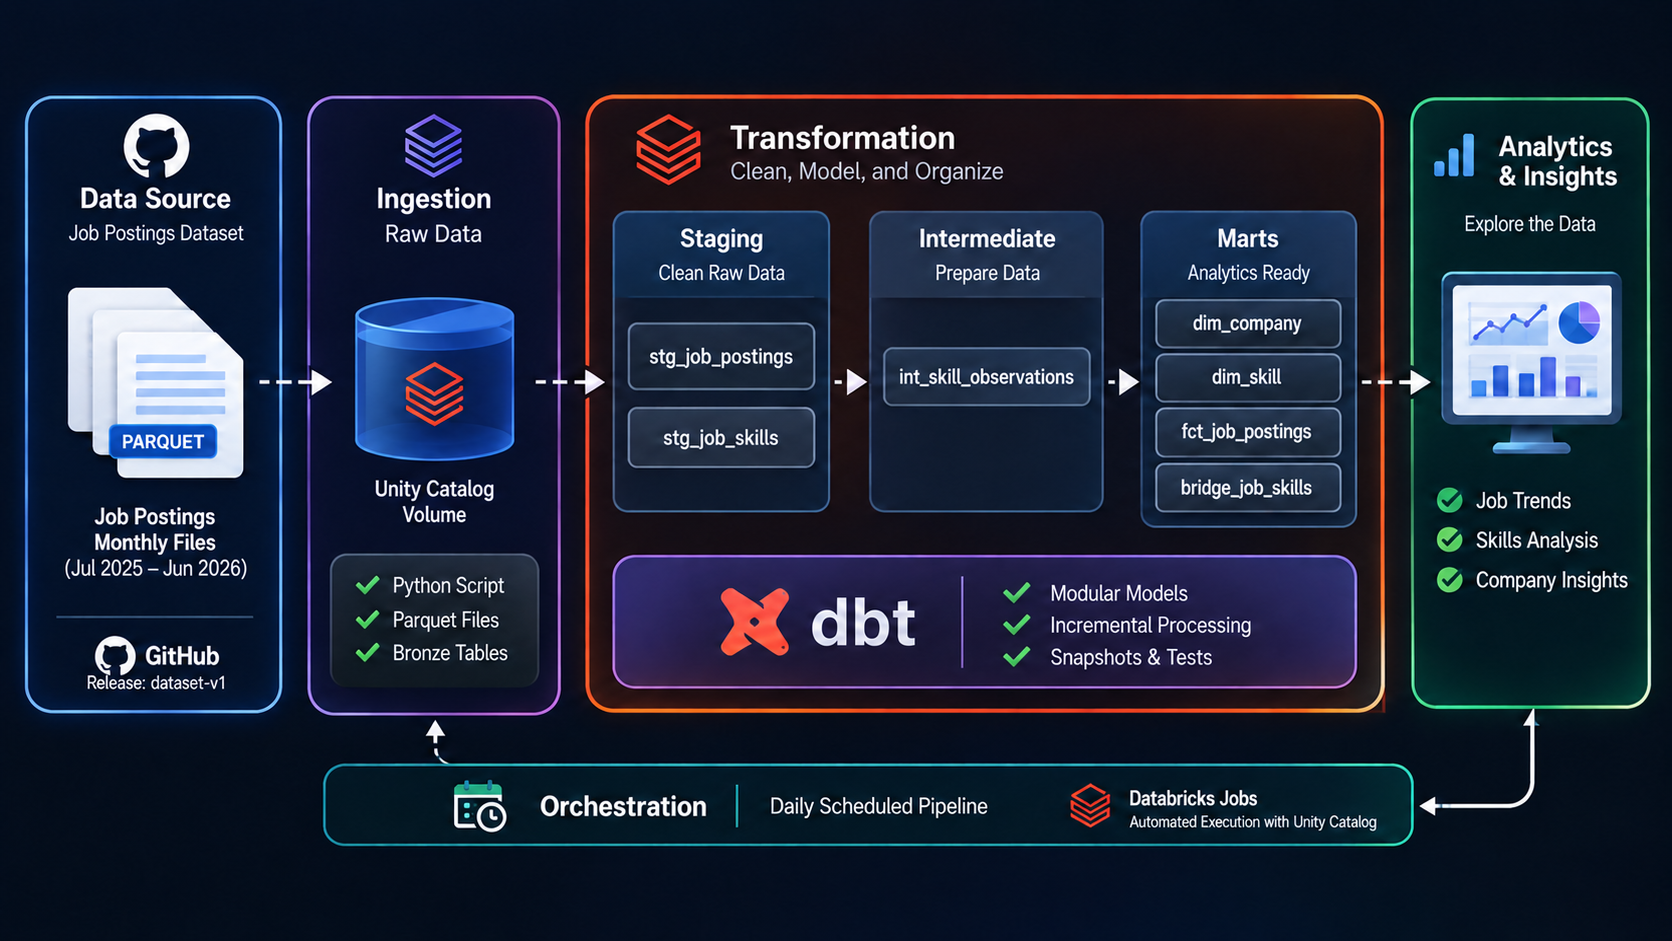 Data Source
Job Postings Dataset
PARQUET
Job Postings
Monthly Files
(Jul 2025 – Jun 2026)
GitHub
Release: dataset-v1
Ingestion
Raw Data
Unity Catalog
Volume
Python Script
Parquet Files
Bronze Tables
Transformation
Clean, Model, and Organize
Staging
Clean Raw Data
stg_job_postings
stg_job_skills
Intermediate
Prepare Data
int_skill_observations
Marts
Analytics Ready
dim_company
dim_skill
fct_job_postings
bridge_job_skills
dbt
Modular Models
Incremental Processing
Snapshots & Tests
Analytics
& Insights
Explore the Data
Job Trends
Skills Analysis
Company Insights
Orchestration
Daily Scheduled Pipeline
Databricks Jobs
Automated Execution with Unity Catalog